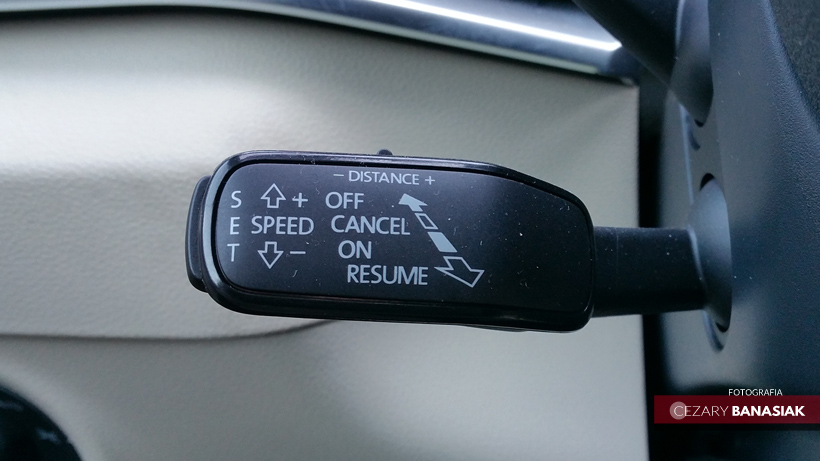 − DISTANCE +
S + OFF
E SPEED CANCEL
T − ON
RESUME
FOTOGRAFIA
CEZARY BANASIAK